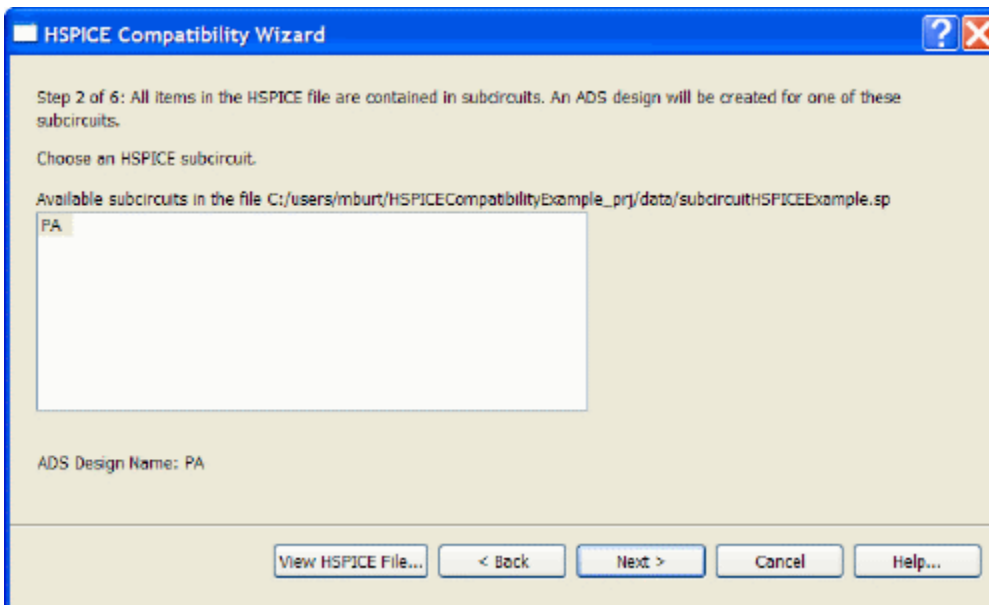 HSPICE Compatibility Wizard
Step 2 of 6: All items in the HSPICE file are contained in subcircuits. An ADS design will be created for one of these
subcircuits.
Choose an HSPICE subcircuit.
Available subcircuits in the file C:/users/mburt/HSPICECompatibilityExample_prj/data/subcircuitHSPICEExample.sp
PA
ADS Design Name: PA
View HSPICE File... < Back Next > Cancel Help...